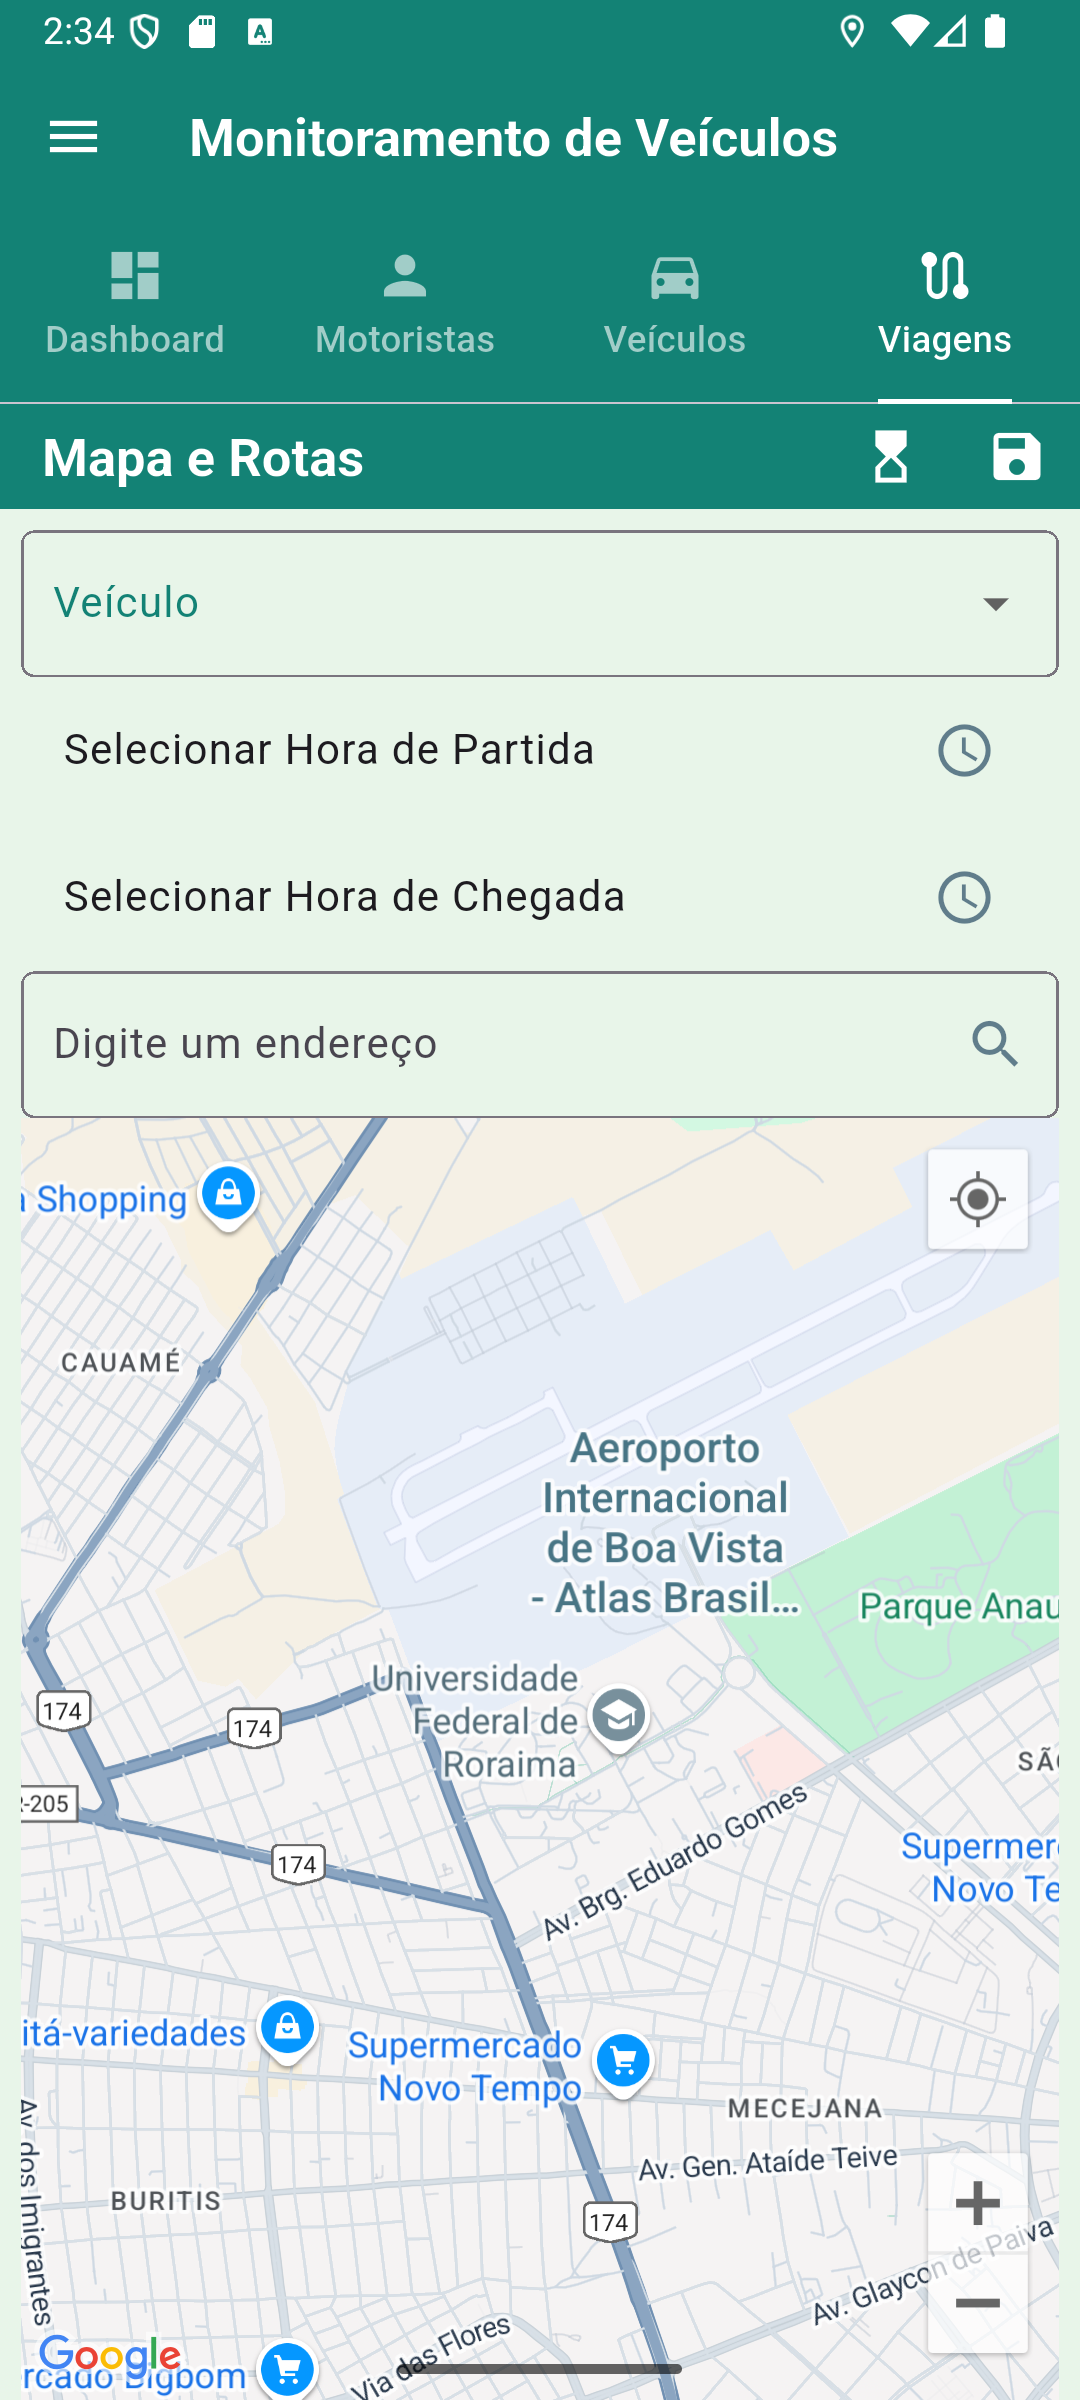 2:34
Monitoramento de Veículos
Dashboard
Motoristas
Veículos
Viagens
Mapa e Rotas
Veículo
Selecionar Hora de Partida
Selecionar Hora de Chegada
Digite um endereço
Shopping
CAUAMÉ
Aeroporto
Internacional
de Boa Vista
- Atlas Brasil...
Parque Anau
Universidade
Federal de
Roraima
174
174
-205
174
SÃO
Av. Brg. Eduardo Gomes
Supermer
Novo Te
itá-variedades
Supermercado
Novo Tempo
MECEJANA
Av. Gen. Ataíde Teive
Av. dos Imigrantes
BURITIS
174
Av. Glaycon de Paiva
Via das Flores
Google
rcado Bigbom